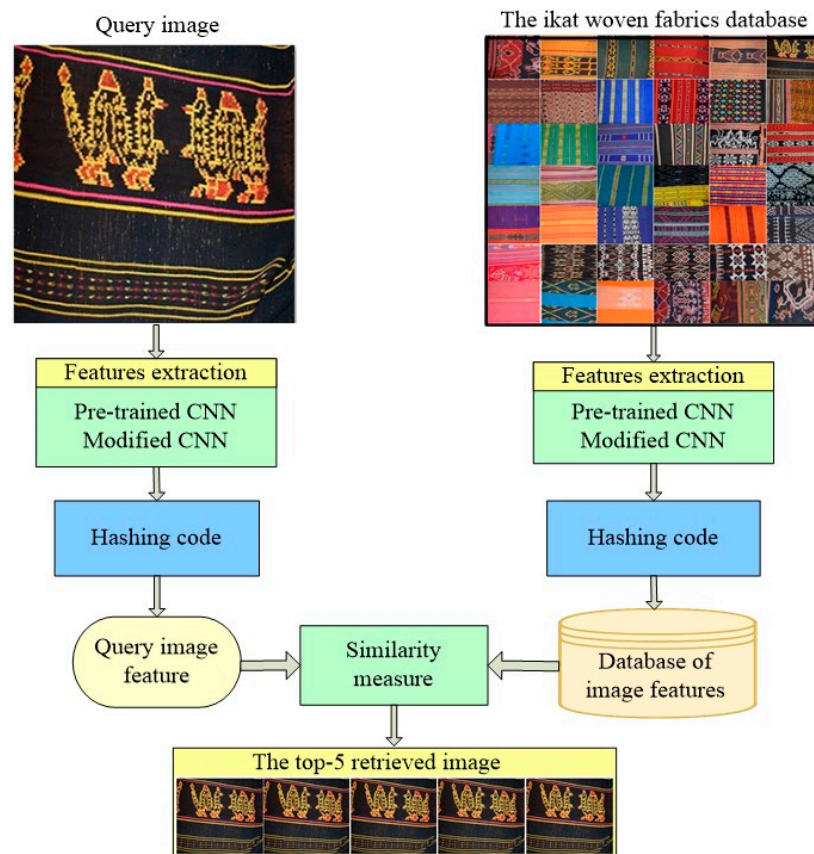 Query image
The ikat woven fabrics database
Features extraction
Pre-trained CNN
Modified CNN
Features extraction
Pre-trained CNN
Modified CNN
Hashing code
Hashing code
Query image
feature
Similarity
measure
Database of
image features
The top-5 retrieved image